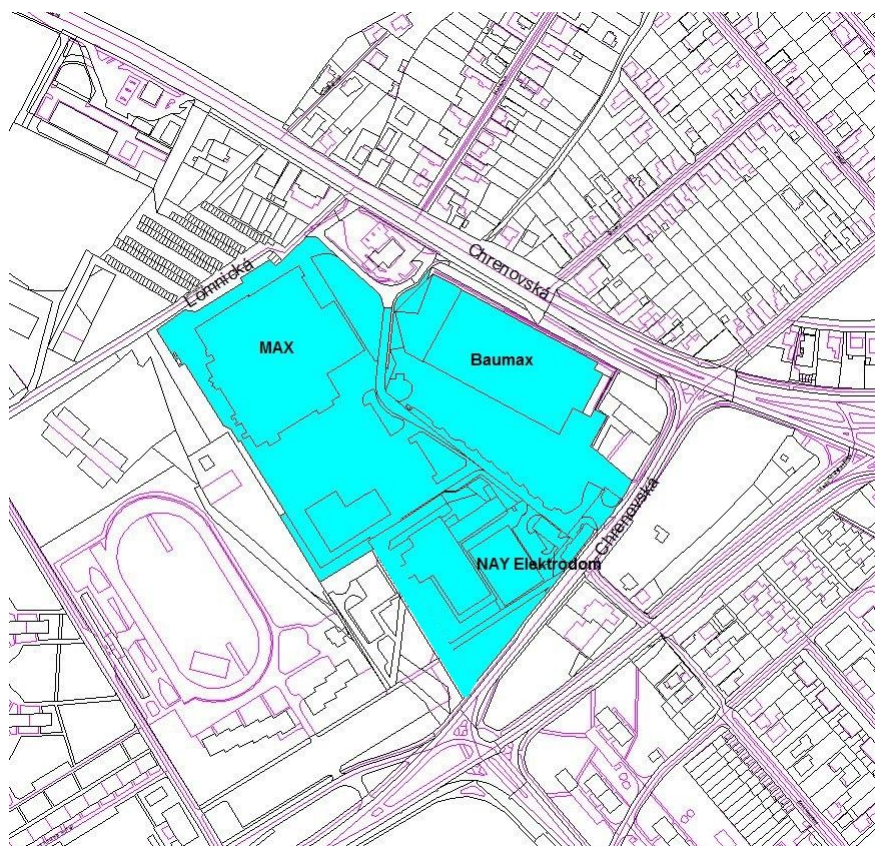 Chrenovská
Lomnická
MAX
Baumax
Chrenovská
NAY Elektrodom